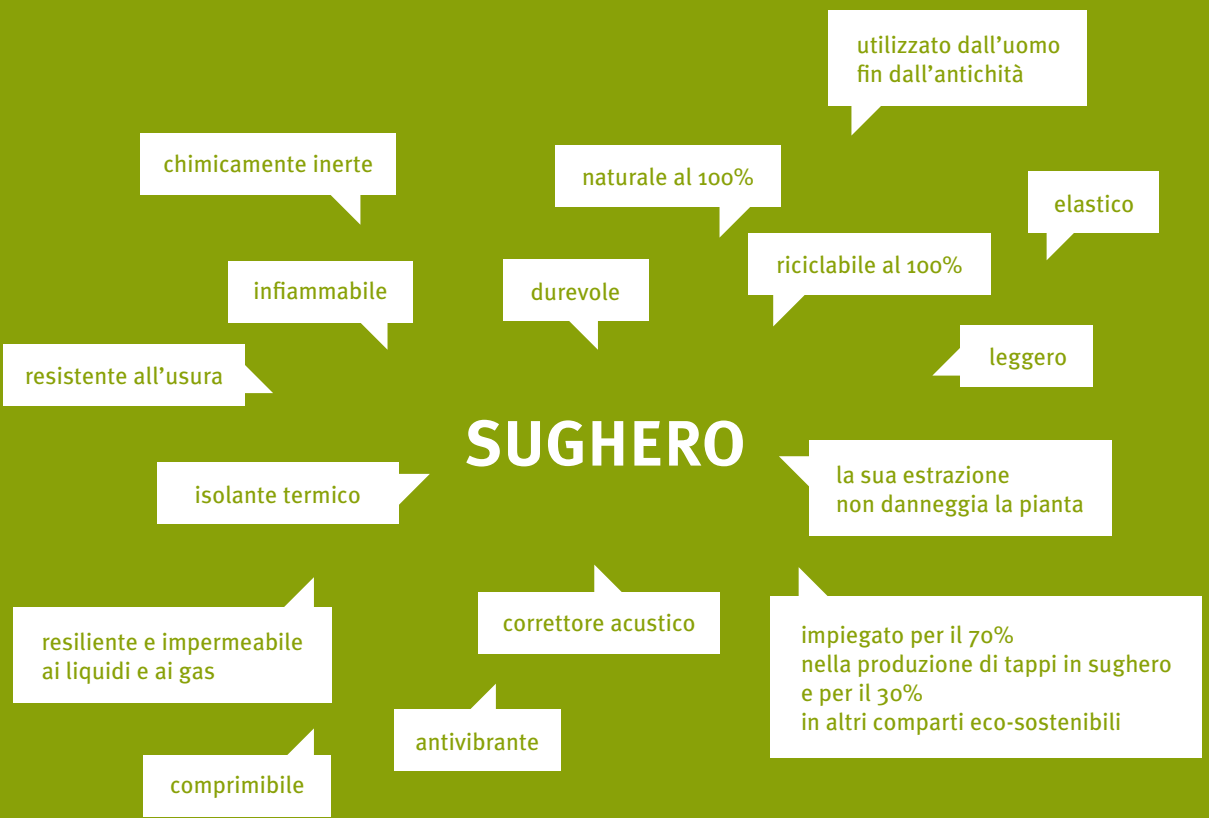 utilizzato dall’uomo
fin dall’antichità
chimicamente inerte
naturale al 100%
elastico
riciclabile al 100%
infiammabile
durevole
leggero
resistente all’usura
SUGHERO
la sua estrazione
non danneggia la pianta
isolante termico
correttore acustico
resiliente e impermeabile
ai liquidi e ai gas
impiegato per il 70%
nella produzione di tappi in sughero
e per il 30%
in altri comparti eco-sostenibili
antivibrante
comprimibile